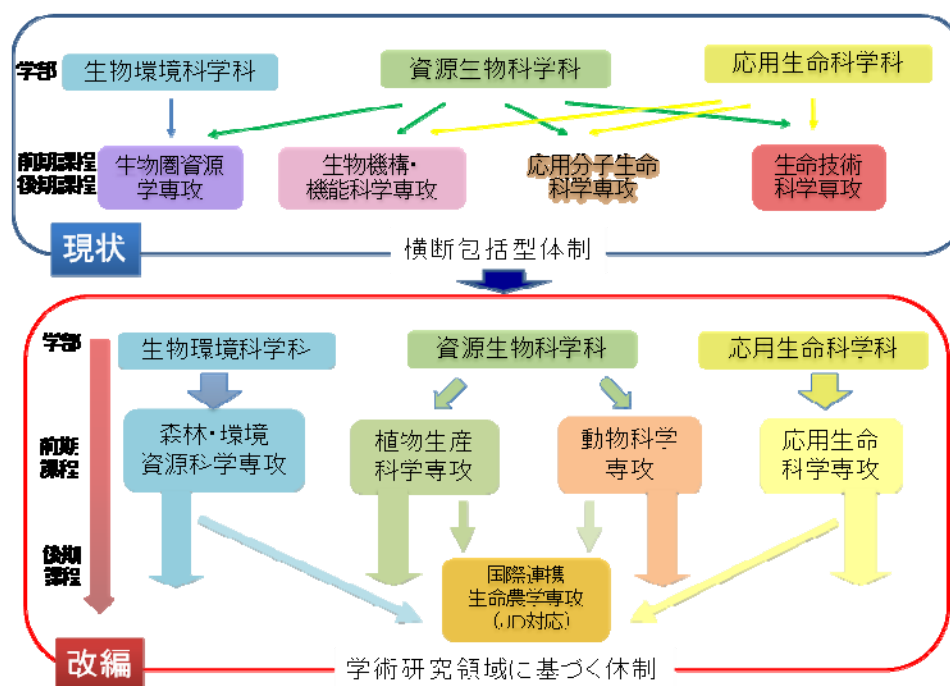 学部
生物環境科学科
資源生物科学科
応用生命科学科
前期課程
後期課程
生物圏資源
学専攻
生物機構・
機能科学専攻
応用分子生命
科学専攻
生命技術
科学専攻
現状
横断包括型体制
学部
生物環境科学科
資源生物科学科
応用生命科学科
前期
課程
森林・環境
資源科学専攻
植物生産
科学専攻
動物科学
専攻
応用生命
科学専攻
後期
課程
国際連携
生命農学専攻
(JD対応)
改編
学術研究領域に基づく体制